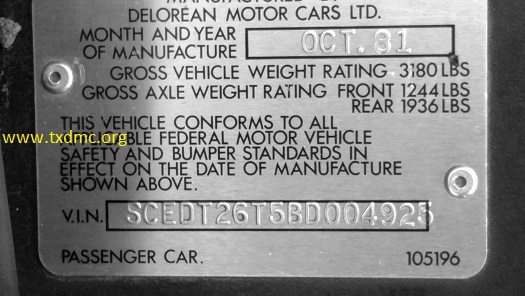 MANUFACTURED BY
DELOREAN MOTOR CARS LTD.
MONTH AND YEAR
OF MANUFACTURE OCT. 81
GROSS VEHICLE WEIGHT RATING 3180 LBS
GROSS AXLE WEIGHT RATING FRONT 1244 LBS
REAR 1936 LBS
THIS VEHICLE CONFORMS TO ALL
www.txdmc.org
FEDERAL MOTOR VEHICLE
SAFETY AND BUMPER STANDARDS IN
EFFECT ON THE DATE OF MANUFACTURE
SHOWN ABOVE.
V.I.N. SCEDT26T5BD004925
PASSENGER CAR. 105196